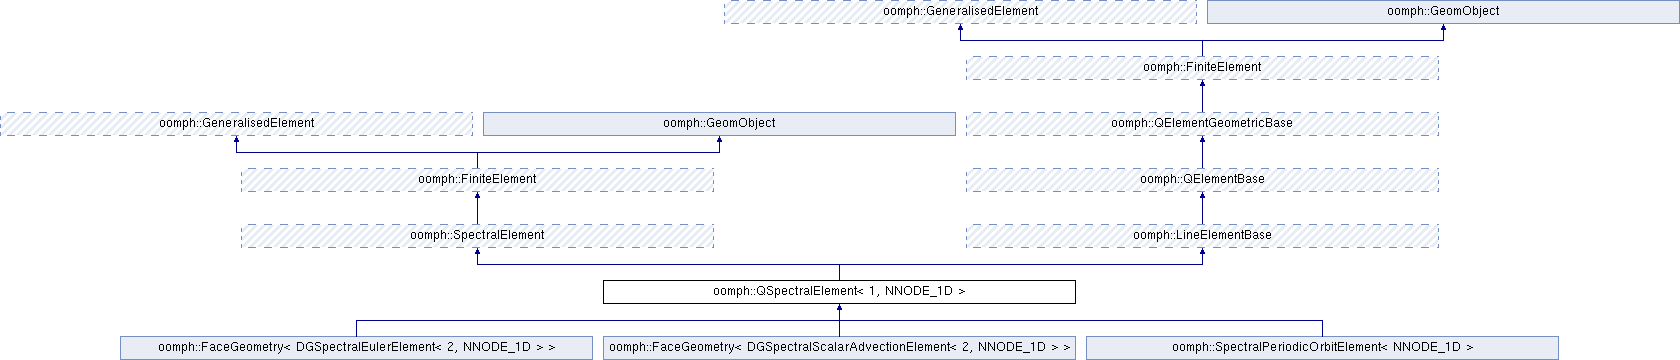 oomph::GeneralisedElement
oomph::GeomObject
oomph::FiniteElement
oomph::GeneralisedElement
oomph::GeomObject
oomph::QElementGeometricBase
oomph::FiniteElement
oomph::QElementBase
oomph::SpectralElement
oomph::LineElementBase
oomph::QSpectralElement< 1, NNODE_1D >
oomph::FaceGeometry< DGSpectralEulerElement< 2, NNODE_1D > >
oomph::FaceGeometry< DGSpectralScalarAdvectionElement< 2, NNODE_1D > >
oomph::SpectralPeriodicOrbitElement< NNODE_1D >